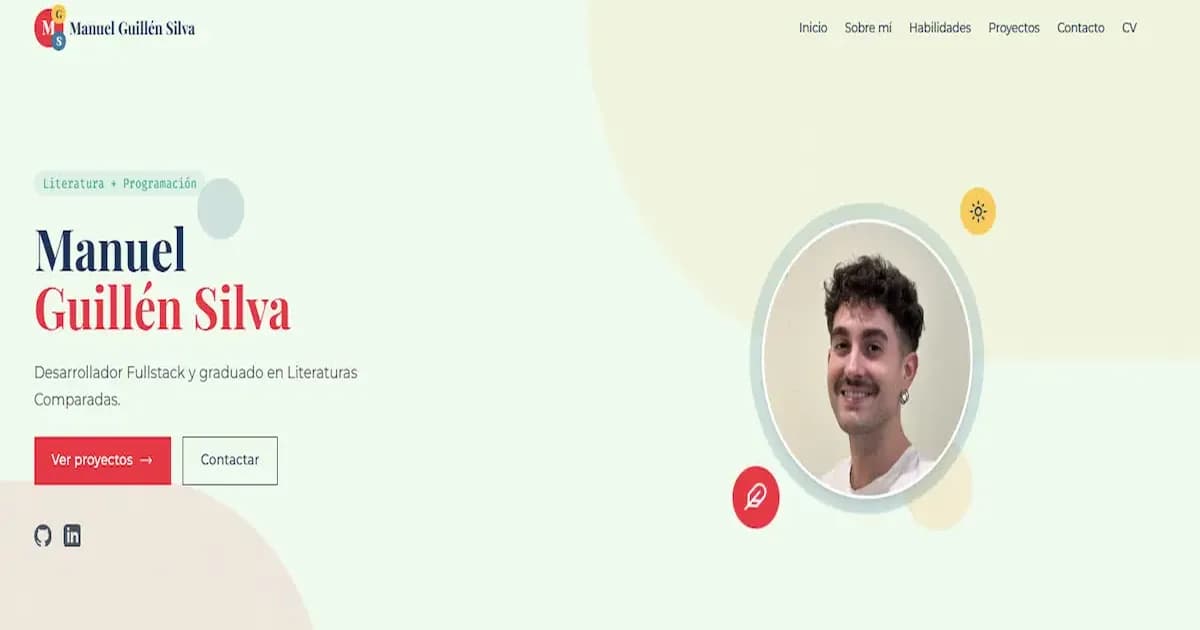 M G S Manuel Guillén Silva
Inicio Sobre mí Habilidades Proyectos Contacto CV
Literatura + Programación
Manuel
Guillén Silva
Desarrollador Fullstack y graduado en Literaturas
Comparadas.
Ver proyectos → Contactar
in